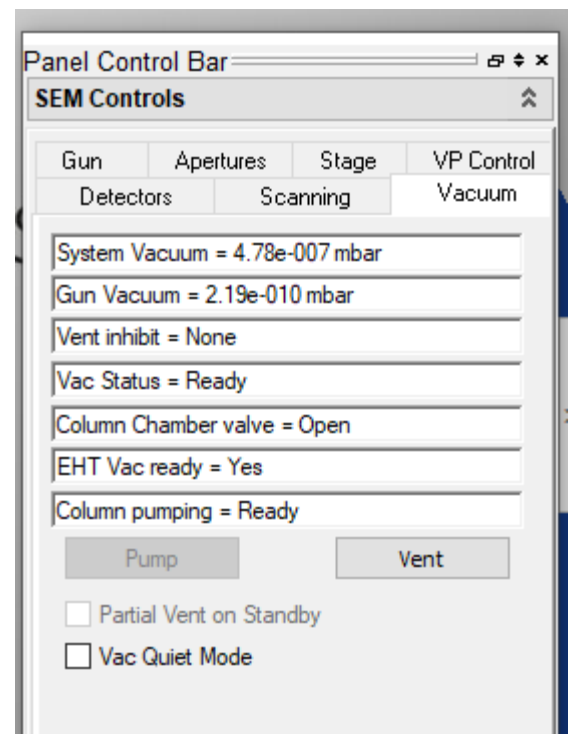 Panel Control Bar
SEM Controls
Gun Apertures Stage VP Control
Detectors Scanning Vacuum
System Vacuum = 4.78e-007 mbar
Gun Vacuum = 2.19e-010 mbar
Vent inhibit = None
Vac Status = Ready
Column Chamber valve = Open
EHT Vac ready = Yes
Column pumping = Ready
Pump Vent
Partial Vent on Standby
Vac Quiet Mode